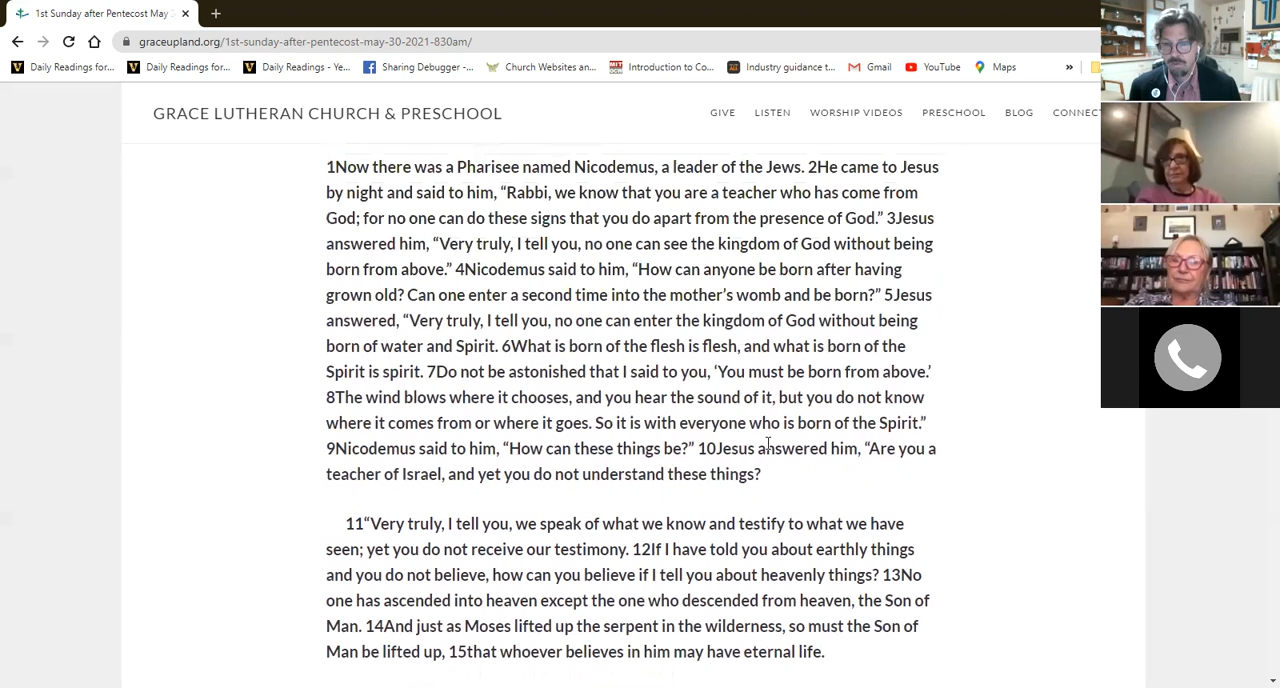 1st Sunday after Pentecost May 3
graceupland.org/1st-sunday-after-pentecost-may-30-2021-830am/
Daily Readings for... Daily Readings for... Daily Readings - Ye... Sharing Debugger -... Church Websites an... Introduction to Co... Industry guidance t... Gmail YouTube Maps »
GRACE LUTHERAN CHURCH & PRESCHOOL GIVE LISTEN WORSHIP VIDEOS PRESCHOOL BLOG CONNECT
1Now there was a Pharisee named Nicodemus, a leader of the Jews. 2He came to Jesus
by night and said to him, “Rabbi, we know that you are a teacher who has come from
God; for no one can do these signs that you do apart from the presence of God.” 3Jesus
answered him, “Very truly, I tell you, no one can see the kingdom of God without being
born from above.” 4Nicodemus said to him, “How can anyone be born after having
grown old? Can one enter a second time into the mother’s womb and be born?” 5Jesus
answered, “Very truly, I tell you, no one can enter the kingdom of God without being
born of water and Spirit. 6What is born of the flesh is flesh, and what is born of the
Spirit is spirit. 7Do not be astonished that I said to you, ‘You must be born from above.’
8The wind blows where it chooses, and you hear the sound of it, but you do not know
where it comes from or where it goes. So it is with everyone who is born of the Spirit.”
9Nicodemus said to him, “How can these things be?” 10Jesus answered him, “Are you a
teacher of Israel, and yet you do not understand these things?
11“Very truly, I tell you, we speak of what we know and testify to what we have
seen; yet you do not receive our testimony. 12If I have told you about earthly things
and you do not believe, how can you believe if I tell you about heavenly things? 13No
one has ascended into heaven except the one who descended from heaven, the Son of
Man. 14And just as Moses lifted up the serpent in the wilderness, so must the Son of
Man be lifted up, 15that whoever believes in him may have eternal life.